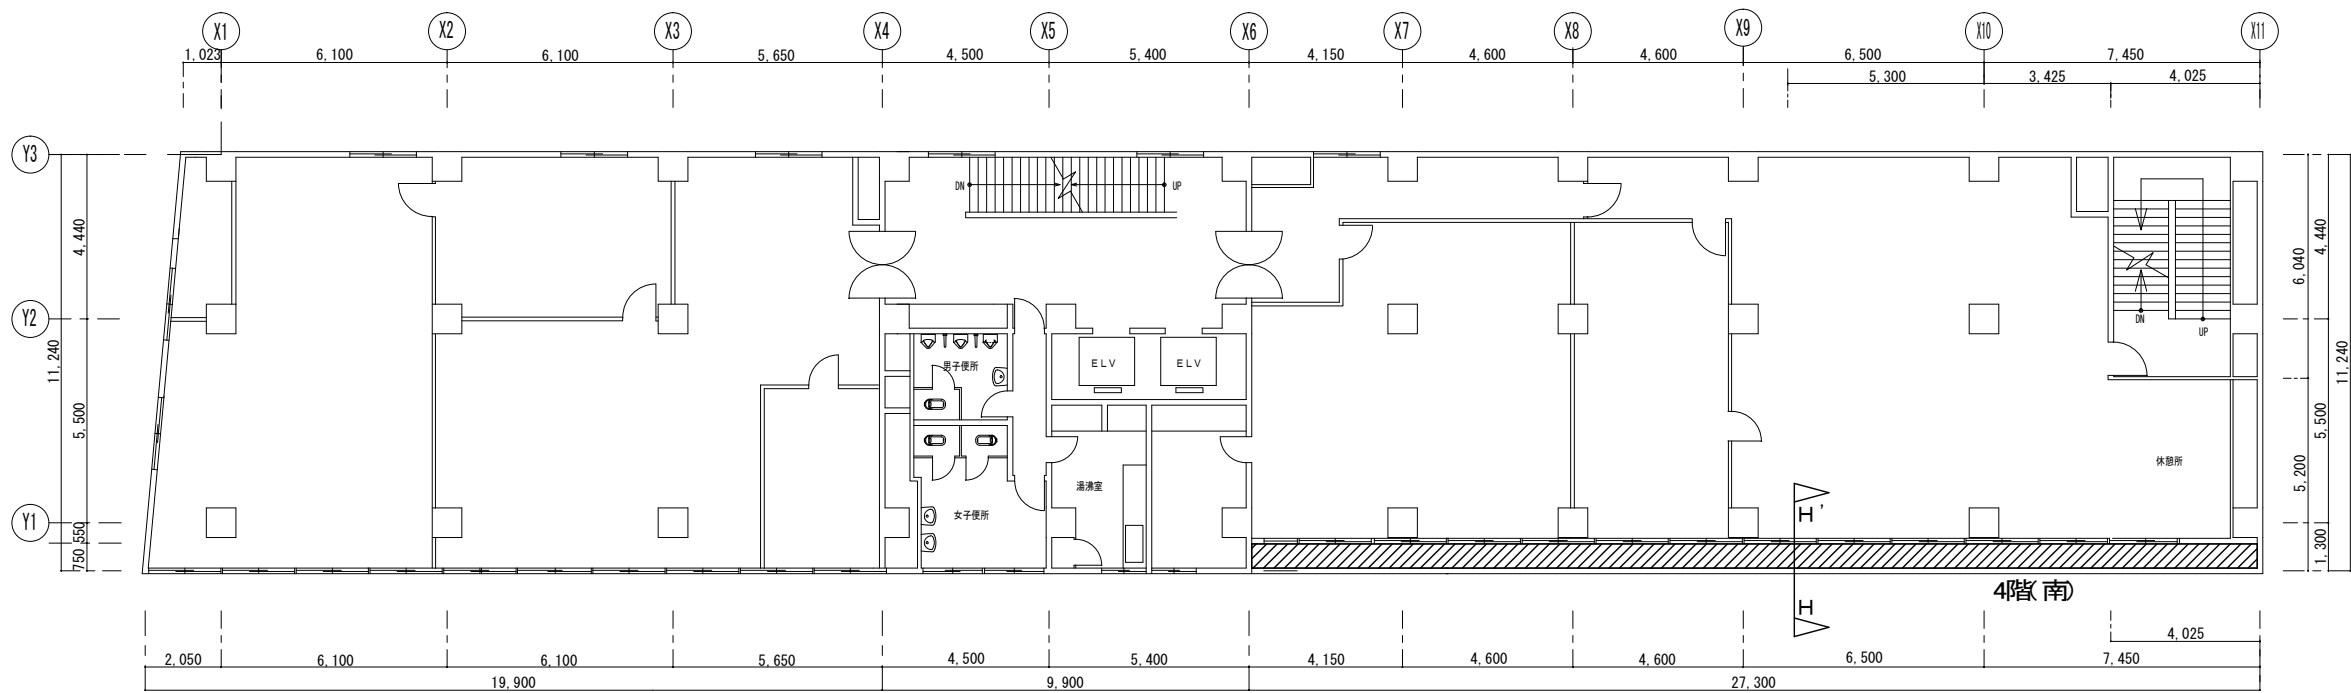 X1 X2 X3 X4 X5 X6 X7 X8 X9 X10 X11
1,023 6,100 6,100 5,650 4,500 5,400 4,150 4,600 4,600 6,500 7,450
5,300 3,425 4,025
Y3
DN UP
4,440 4,440
6,040
Y2
DN UP
11,240 11,240
男子便所 ELV ELV
5,500 5,500
休憩所
5,200
湯沸室
女子便所
Y1
H'
550
750
1,300
4階(南)
H
4,025
2,050 6,100 6,100 5,650 4,500 5,400 4,150 4,600 4,600 6,500 7,450
19,900 9,900 27,300